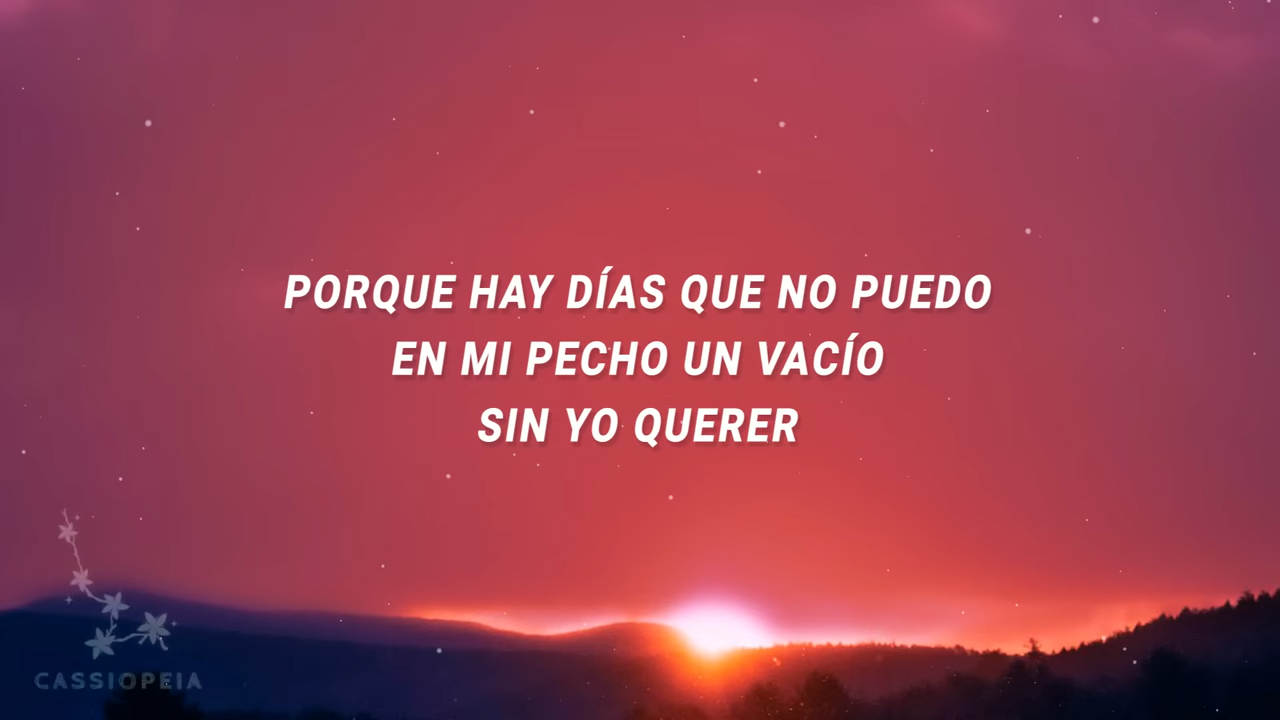 PORQUE HAY DÍAS QUE NO PUEDO
EN MI PECHO UN VACÍO
SIN YO QUERER
CASSIOPEIA